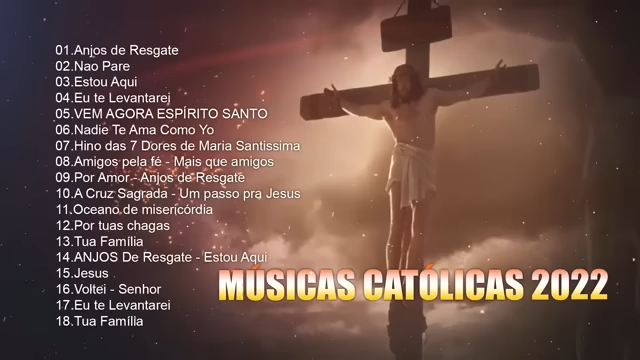 01.Anjos de Resgate
02.Nao Pare
03.Estou Aqui
04.Eu te Levantarei
05.VEM AGORA ESPÍRITO SANTO
06.Nadie Te Ama Como Yo
07.Hino das 7 Dores de Maria Santissima
08.Amigos pela fé - Mais que amigos
09.Por Amor - Anjos de Resgate
10.A Cruz Sagrada - Um passo pra Jesus
11.Oceano de misericórdia
12.Por tuas chagas
13.Tua Família
14.ANJOS De Resgate - Estou Aqui
15.Jesus
16.Voltei - Senhor
17.Eu te Levantarei
18.Tua Família
MÚSICAS CATÓLICAS 2022